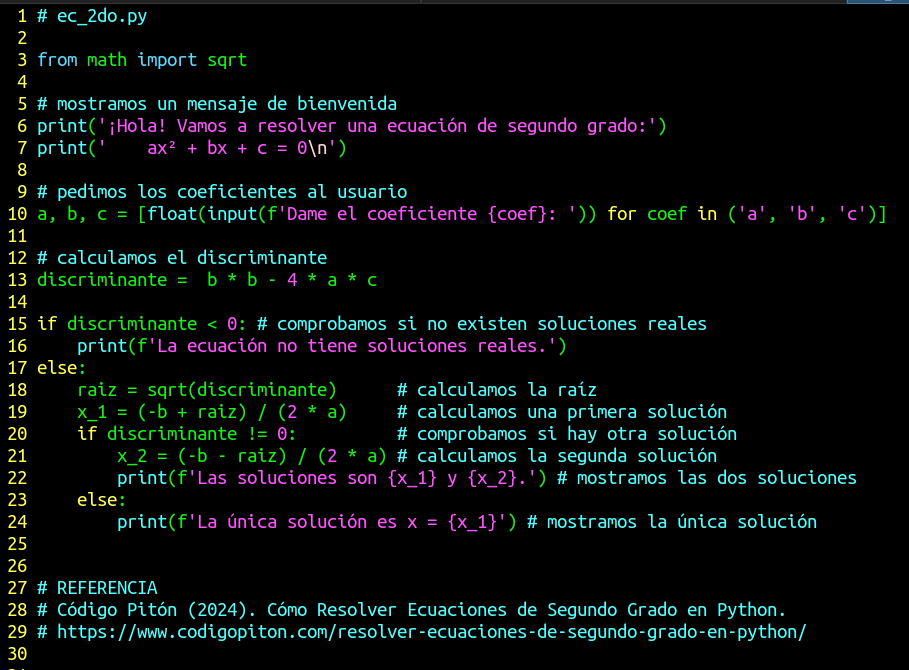 1 # ec_2do.py
2
3 from math import sqrt
4
5 # mostramos un mensaje de bienvenida
6 print('¡Hola! Vamos a resolver una ecuación de segundo grado:')
7 print('    ax² + bx + c = 0\n')
8
9 # pedimos los coeficientes al usuario
10 a, b, c = [float(input(f'Dame el coeficiente {coef}: ')) for coef in ('a', 'b', 'c')]
11
12 # calculamos el discriminante
13 discriminante =  b * b - 4 * a * c
14
15 if discriminante < 0: # comprobamos si no existen soluciones reales
16     print(f'La ecuación no tiene soluciones reales.')
17 else:
18     raiz = sqrt(discriminante)      # calculamos la raíz
19     x_1 = (-b + raiz) / (2 * a)     # calculamos una primera solución
20     if discriminante != 0:          # comprobamos si hay otra solución
21         x_2 = (-b - raiz) / (2 * a) # calculamos la segunda solución
22         print(f'Las soluciones son {x_1} y {x_2}.') # mostramos las dos soluciones
23     else:
24         print(f'La única solución es x = {x_1}') # mostramos la única solución
25
26
27 # REFERENCIA
28 # Código Pitón (2024). Cómo Resolver Ecuaciones de Segundo Grado en Python.
29 # https://www.codigopiton.com/resolver-ecuaciones-de-segundo-grado-en-python/
30